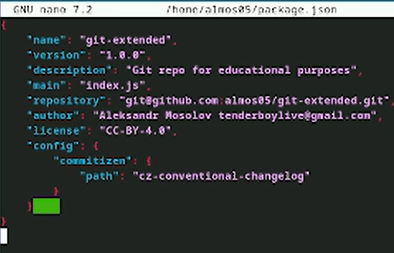 GNU nano 7.2 /home/almos05/package.json
{
"name": "git-extended",
"version": "1.0.0",
"description": "Git repo for educational purposes",
"main": "index.js",
"repository": "git@github.com:almos05/git-extended.git",
"author": "Aleksandr Mosolov tenderboylive@gmail.com",
"license": "CC-BY-4.0",
"config": {
"commitizen": {
"path": "cz-conventional-changelog"
}
}
}